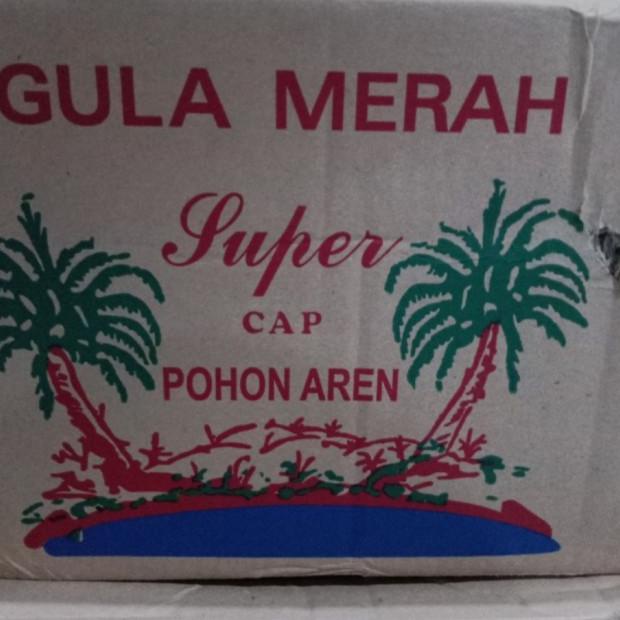 GULA MERAH
Super
CAP
POHON AREN